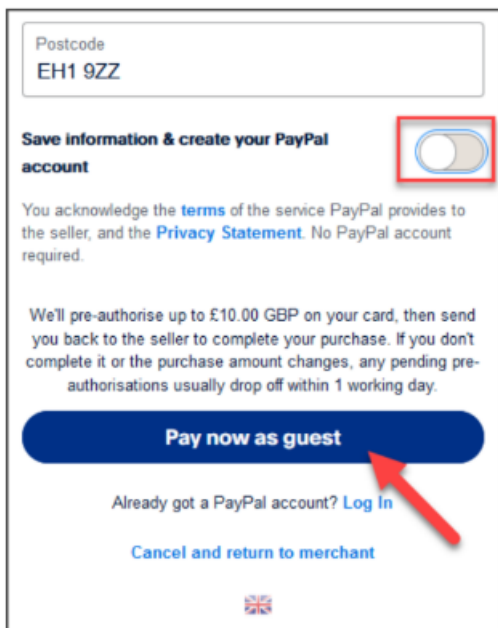 Postcode
EH1 9ZZ
Save information & create your PayPal
account
You acknowledge the terms of the service PayPal provides to
the seller, and the Privacy Statement. No PayPal account
required.
We'll pre-authorise up to £10.00 GBP on your card, then send
you back to the seller to complete your purchase. If you don't
complete it or the purchase amount changes, any pending pre-
authorisations usually drop off within 1 working day.
Pay now as guest
Already got a PayPal account? Log In
Cancel and return to merchant